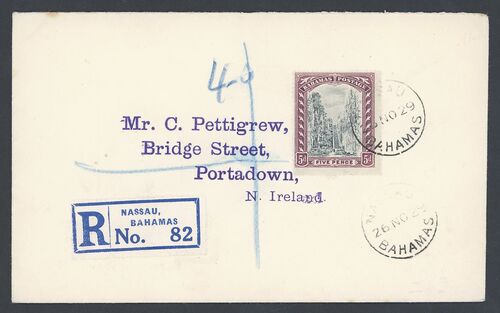 4-0
BAHAMAS POSTAGE
5d FIVE PENCE 5d
NO 29
BAHAMAS
Mr. C. Pettigrew,
Bridge Street,
Portadown,
N. Ireland.
R
NASSAU,
BAHAMAS
No. 82
NASSAU
26 NO 29
BAHAMAS